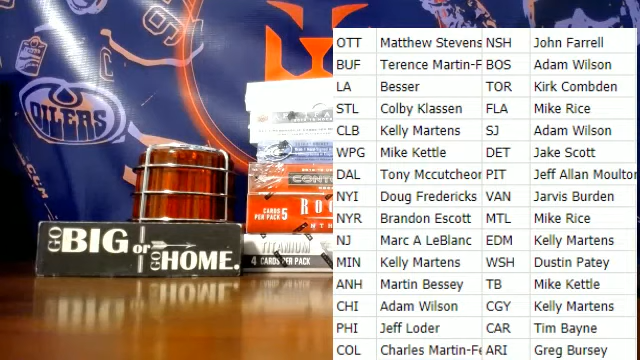 OILERS
GO BIG or GO HOME.
CARDS PER PACK 5
TITANIUM
4 CARDS PER PACK
OTT Matthew Stevens NSH John Farrell
BUF Terence Martin-F BOS Adam Wilson
LA Besser TOR Kirk Combden
STL Colby Klassen FLA Mike Rice
CLB Kelly Martens SJ Adam Wilson
WPG Mike Kettle DET Jake Scott
DAL Tony Mccutcheon PIT Jeff Allan Moulton
NYI Doug Fredericks VAN Jarvis Burden
NYR Brandon Escott MTL Mike Rice
NJ Marc A LeBlanc EDM Kelly Martens
MIN Kelly Martens WSH Dustin Patey
ANH Martin Bessey TB Mike Kettle
CHI Adam Wilson CGY Kelly Martens
PHI Jeff Loder CAR Tim Bayne
COL Charles Martin-Fe ARI Greg Bursey